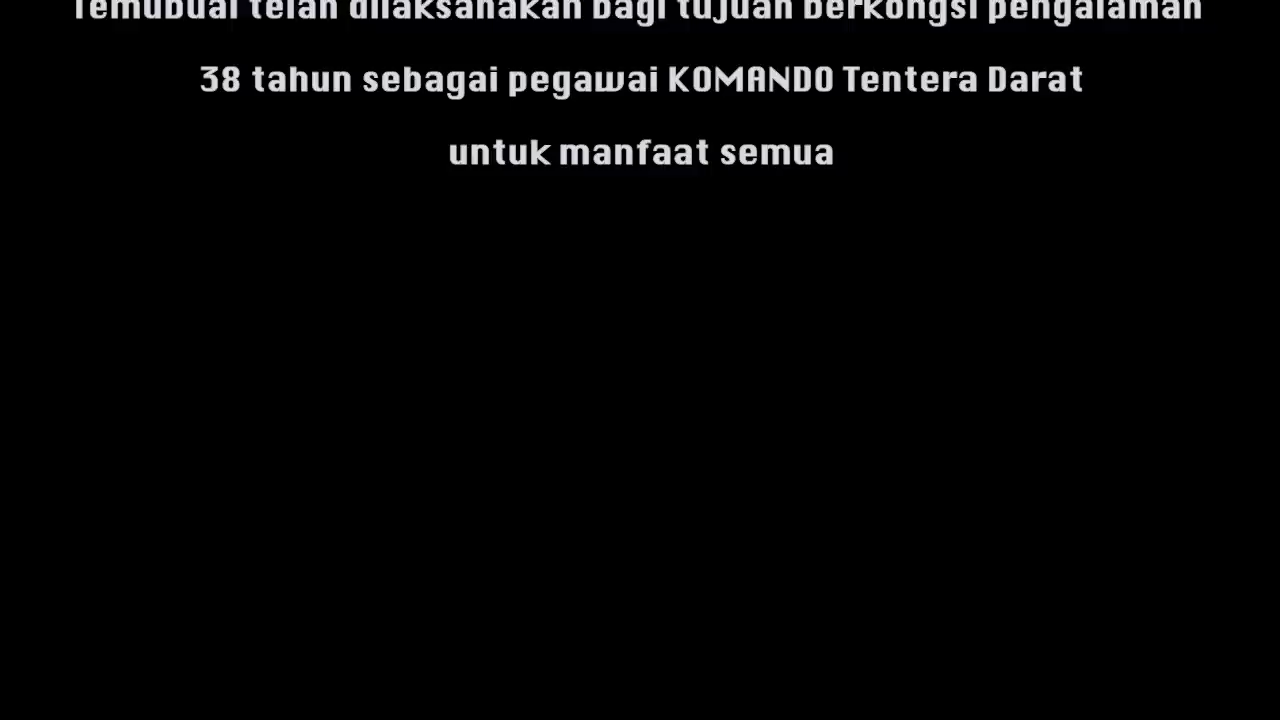 Temubual telah dilaksanakan bagi tujuan berkongsi pengalaman
38 tahun sebagai pegawai KOMANDO Tentera Darat
untuk manfaat semua